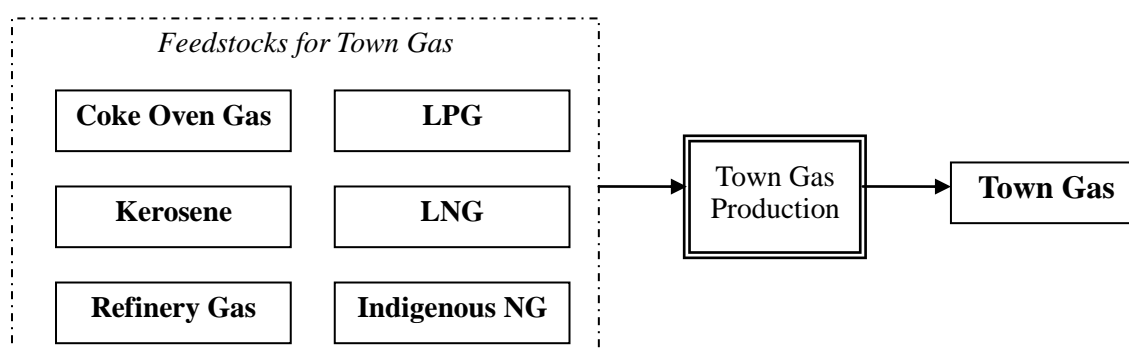 Feedstocks for Town Gas
Coke Oven Gas
LPG
Kerosene
LNG
Refinery Gas
Indigenous NG
Town Gas
Production
Town Gas